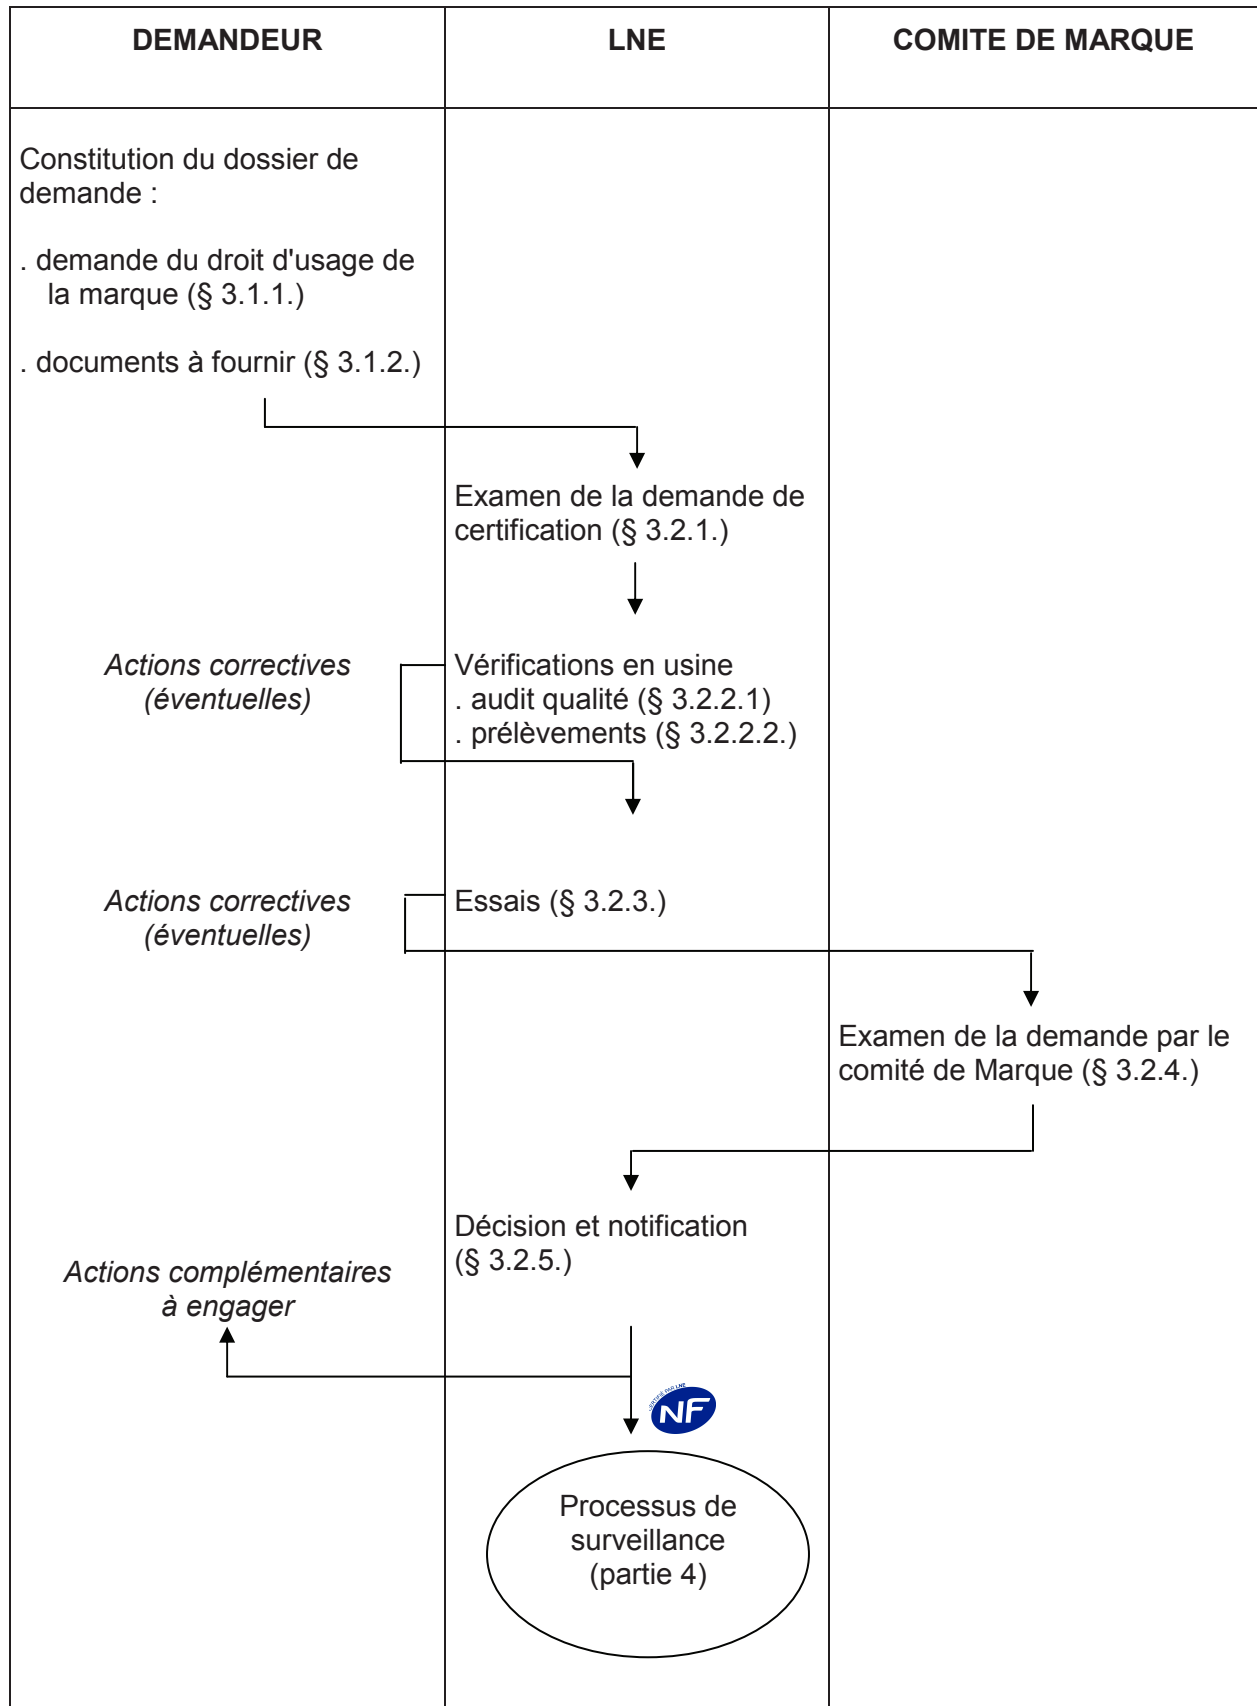 DEMANDEUR
LNE
COMITE DE MARQUE
Constitution du dossier de
demande :
. demande du droit d'usage de
la marque (§ 3.1.1.)
. documents à fournir (§ 3.1.2.)
Examen de la demande de
certification (§ 3.2.1.)
Actions correctives
(éventuelles)
Vérifications en usine
. audit qualité (§ 3.2.2.1)
. prélèvements (§ 3.2.2.2.)
Actions correctives
(éventuelles)
Essais (§ 3.2.3.)
Examen de la demande par le
comité de Marque (§ 3.2.4.)
Décision et notification
(§ 3.2.5.)
Actions complémentaires
à engager
CERTIFIÉ PAR LNE
NF
Processus de
surveillance
(partie 4)